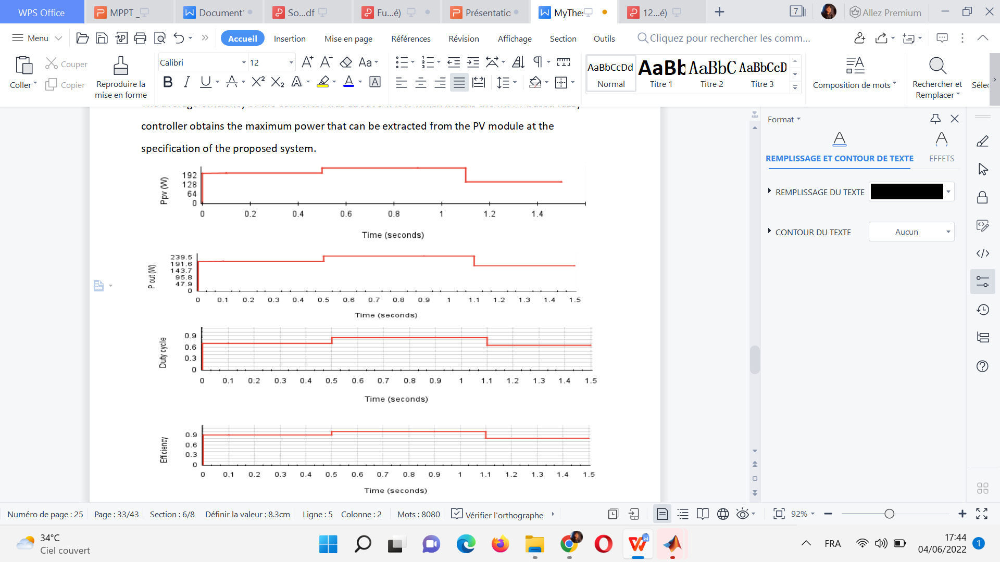 WPS Office
MPPT _
Document
So...df
Fu...é)
Présentatio
MyThes
12...é)
7
Allez Premium
Menu
Accueil
Insertion
Mise en page
Références
Révision
Affichage
Section
Outils
Cliquez pour rechercher les comm...
Coller
Couper
Copier
Reproduire la
mise en forme
Calibri
12
AaBbCcDd
Normal
AaBb
Titre 1
AaBbC
Titre 2
AaBbCcD
Titre 3
Composition de mots
Rechercher et
Remplacer
Sélec
controller obtains the maximum power that can be extracted from the PV module at the
specification of the proposed system.
Ppv (W)
192
128
64
0
0 0.2 0.4 0.6 0.8 1 1.2 1.4
Time (seconds)
P out (W)
239.5
191.6
143.7
95.8
47.9
0
0 0.1 0.2 0.3 0.4 0.5 0.6 0.7 0.8 0.9 1 1.1 1.2 1.3 1.4 1.5
Time (seconds)
Duty cycle
0.9
0.6
0.3
0
0 0.1 0.2 0.3 0.4 0.5 0.6 0.7 0.8 0.9 1 1.1 1.2 1.3 1.4 1.5
Time (seconds)
Efficiency
0.9
0.6
0.3
0
0 0.1 0.2 0.3 0.4 0.5 0.6 0.7 0.8 0.9 1 1.1 1.2 1.3 1.4 1.5
Time (seconds)
Format
REMPLISSAGE ET CONTOUR DE TEXTE
EFFETS
REMPLISSAGE DU TEXTE
CONTOUR DU TEXTE
Aucun
Numéro de page : 25
Page : 33/43
Section : 6/8
Définir la valeur : 8.3cm
Ligne : 5
Colonne : 2
Mots : 8080
Vérifier l'orthographe
92%
34°C
Ciel couvert
FRA
17:44
04/06/2022
1